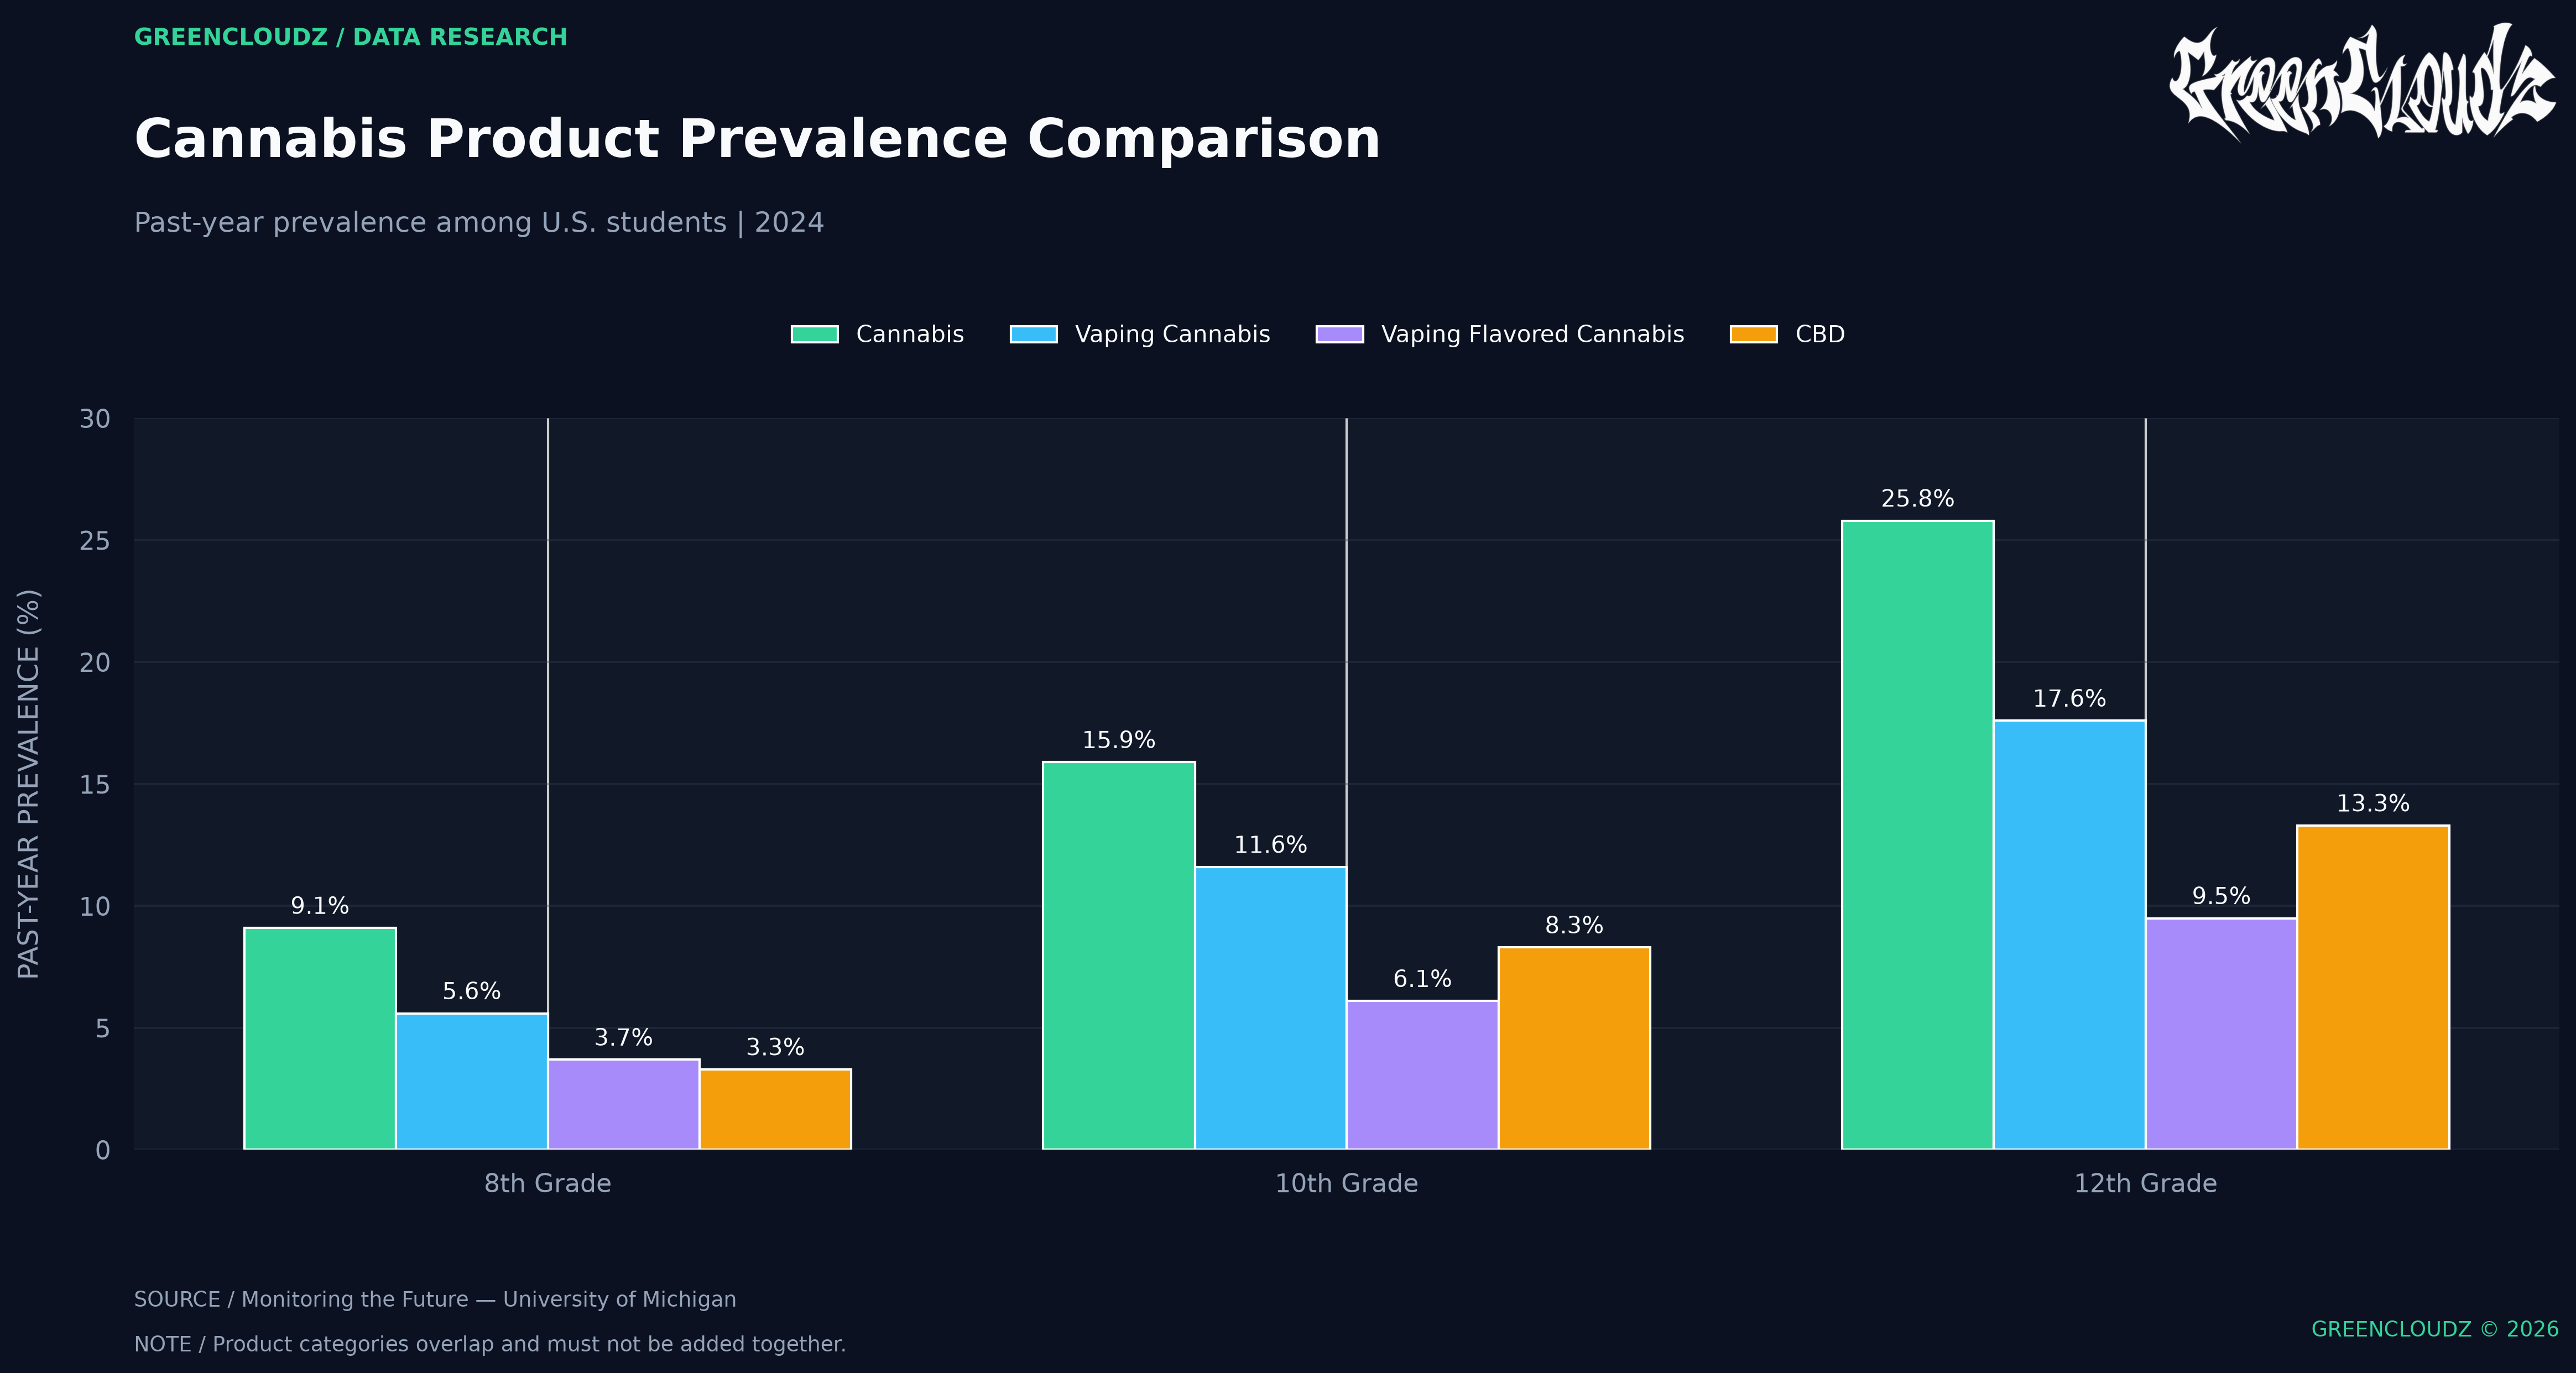 GREENCLOUDZ / DATA RESEARCH
GreenCloudz
Cannabis Product Prevalence Comparison
Past-year prevalence among U.S. students | 2024
Cannabis
Vaping Cannabis
Vaping Flavored Cannabis
CBD
PAST-YEAR PREVALENCE (%)
30
25
20
15
10
5
0
9.1%
5.6%
3.7%
3.3%
15.9%
11.6%
6.1%
8.3%
25.8%
17.6%
9.5%
13.3%
8th Grade
10th Grade
12th Grade
SOURCE / Monitoring the Future — University of Michigan
NOTE / Product categories overlap and must not be added together.
GREENCLOUDZ © 2026